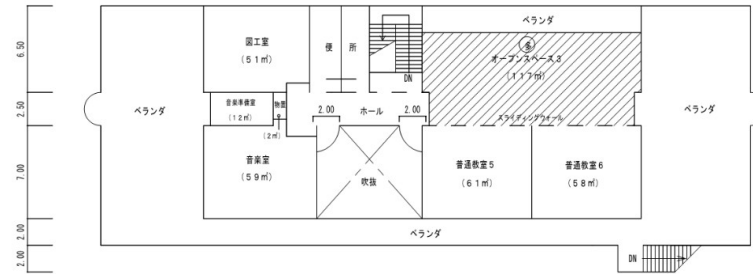 ベランダ
6.50
図工室
(51㎡)
便
所
DN
多
オープンスペース3
(117㎡)
2.50
ベランダ
音楽準備室
(12㎡)
物置
(2㎡)
2.00
ホール
2.00
スライディングウォール
ベランダ
7.00
音楽室
(59㎡)
吹抜
普通教室5
(61㎡)
普通教室6
(58㎡)
2.00
ベランダ
2.00
DN